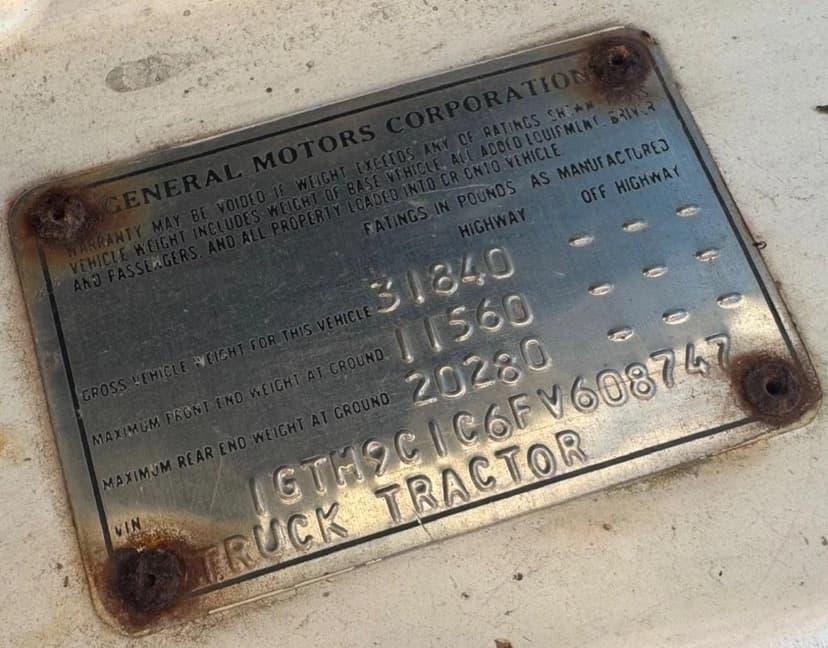 GENERAL MOTORS CORPORATION
WARRANTY MAY BE VOIDED IF WEIGHT EXCEEDS ANY OF RATINGS SHOWN.
VEHICLE WEIGHT INCLUDES WEIGHT OF BASE VEHICLE, ALL ADDED EQUIPMENT, DRIVER
AND PASSENGERS, AND ALL PROPERTY LOADED INTO OR ONTO VEHICLE
RATINGS IN POUNDS AS MANUFACTURED
HIGHWAY OFF HIGHWAY
GROSS VEHICLE WEIGHT FOR THIS VEHICLE 31840 - - -
MAXIMUM FRONT END WEIGHT AT GROUND 11560 - - -
MAXIMUM REAR END WEIGHT AT GROUND 20280 - - -
VIN 1GTM9C1C6FV608747
TRUCK TRACTOR